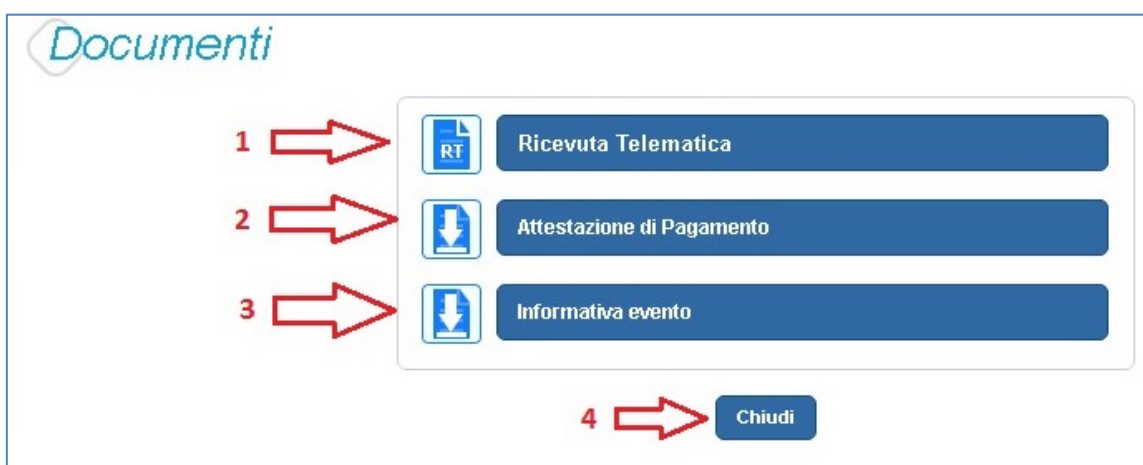 Documenti
1 RT Ricevuta Telematica
2 Attestazione di Pagamento
3 Informativa evento
4 Chiudi